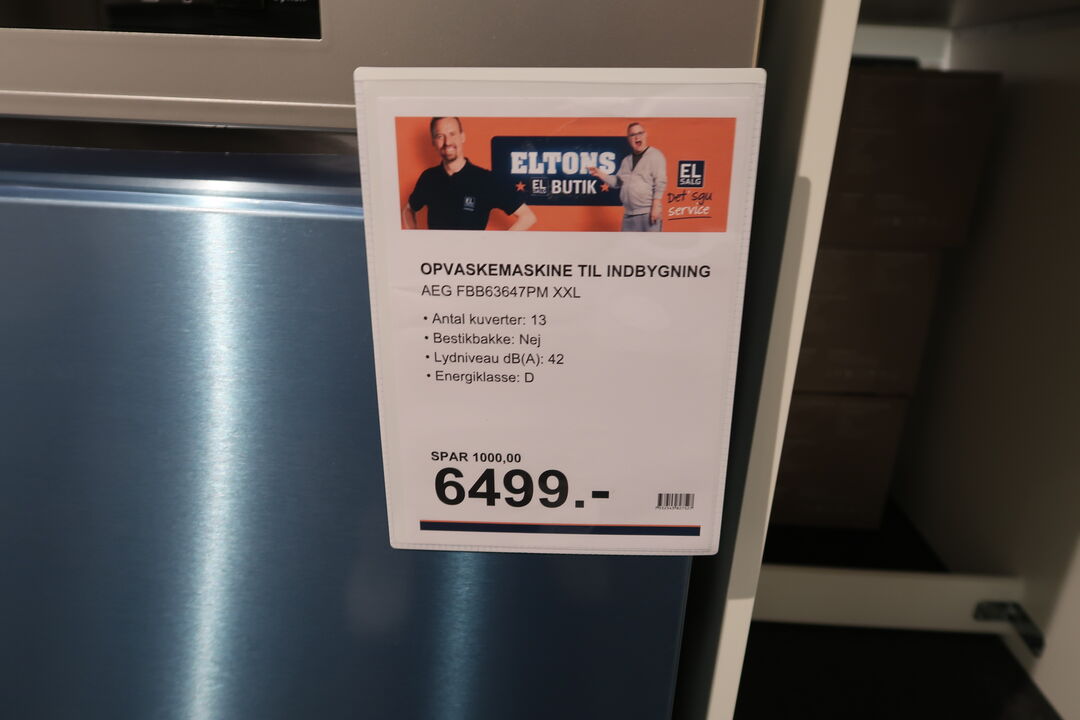 ELTONS
EL SALG BUTIK
EL
SALG
Det sgu
service
OPVASKEMASKINE TIL INDBYGNING
AEG FBB63647PM XXL
• Antal kuverter: 13
• Bestikbakke: Nej
• Lydniveau dB(A): 42
• Energiklasse: D
SPAR 1000,00
6499.-